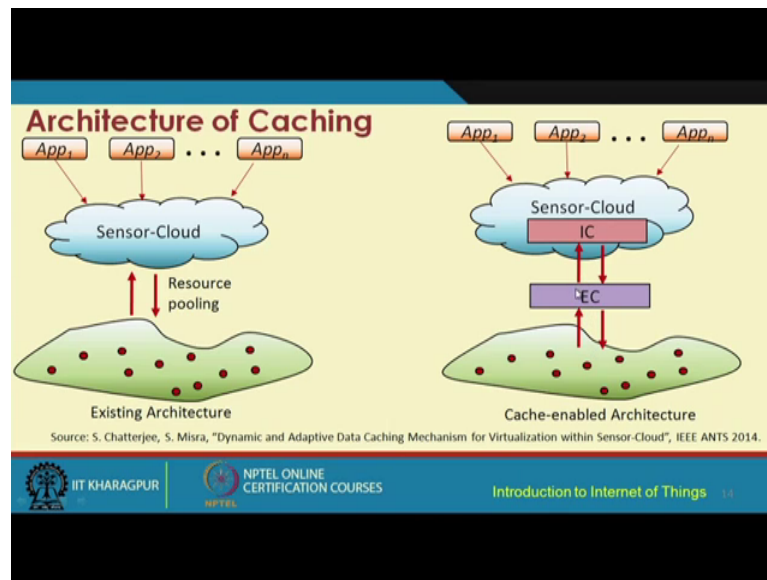 Architecture of Caching
App1 App2 . . . Appn
Sensor-Cloud
Resource
pooling
Existing Architecture
App1 App2 . . . Appn
Sensor-Cloud
IC
EC
Cache-enabled Architecture
Source: S. Chatterjee, S. Misra, "Dynamic and Adaptive Data Caching Mechanism for Virtualization within Sensor-Cloud", IEEE ANTS 2014.
IIT KHARAGPUR
NPTEL
NPTEL ONLINE
CERTIFICATION COURSES
Introduction to Internet of Things 14